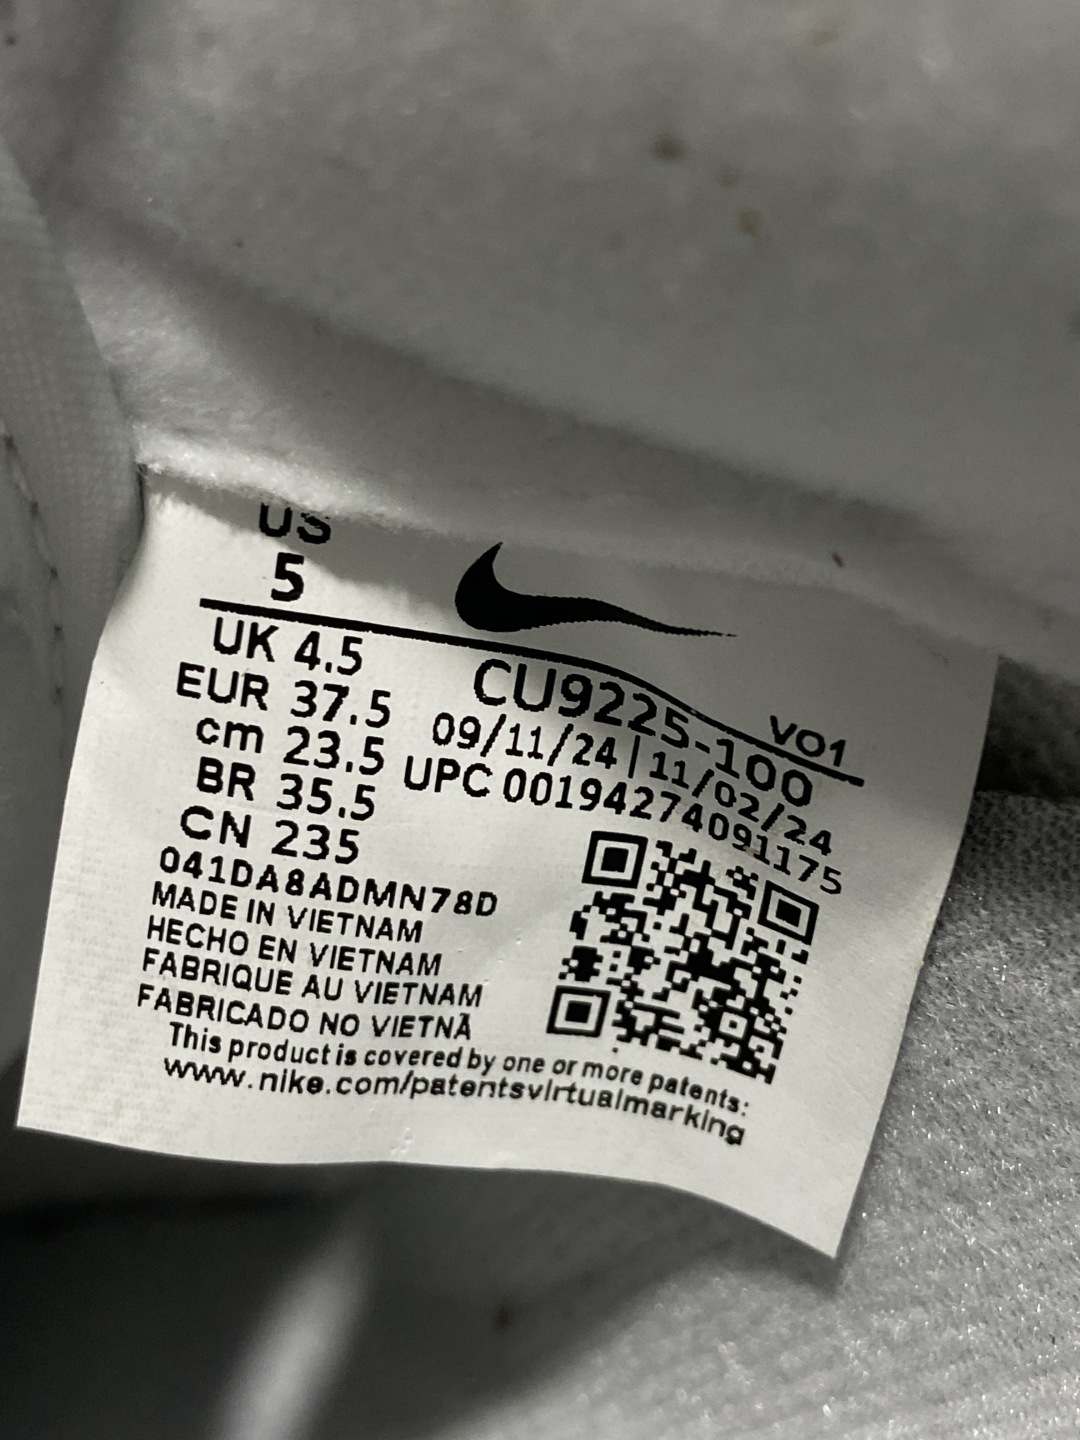 US
5
UK 4.5
EUR 37.5
cm 23.5
BR 35.5
CN 235
CU9225-100
VO1
09/11/24 | 11/02/24
UPC 00194274091175
041DA8ADMN78D
MADE IN VIETNAM
HECHO EN VIETNAM
FABRIQUE AU VIETNAM
FABRICADO NO VIETNÃ
This product is covered by one or more patents:
www.nike.com/patentsvirtualmarking